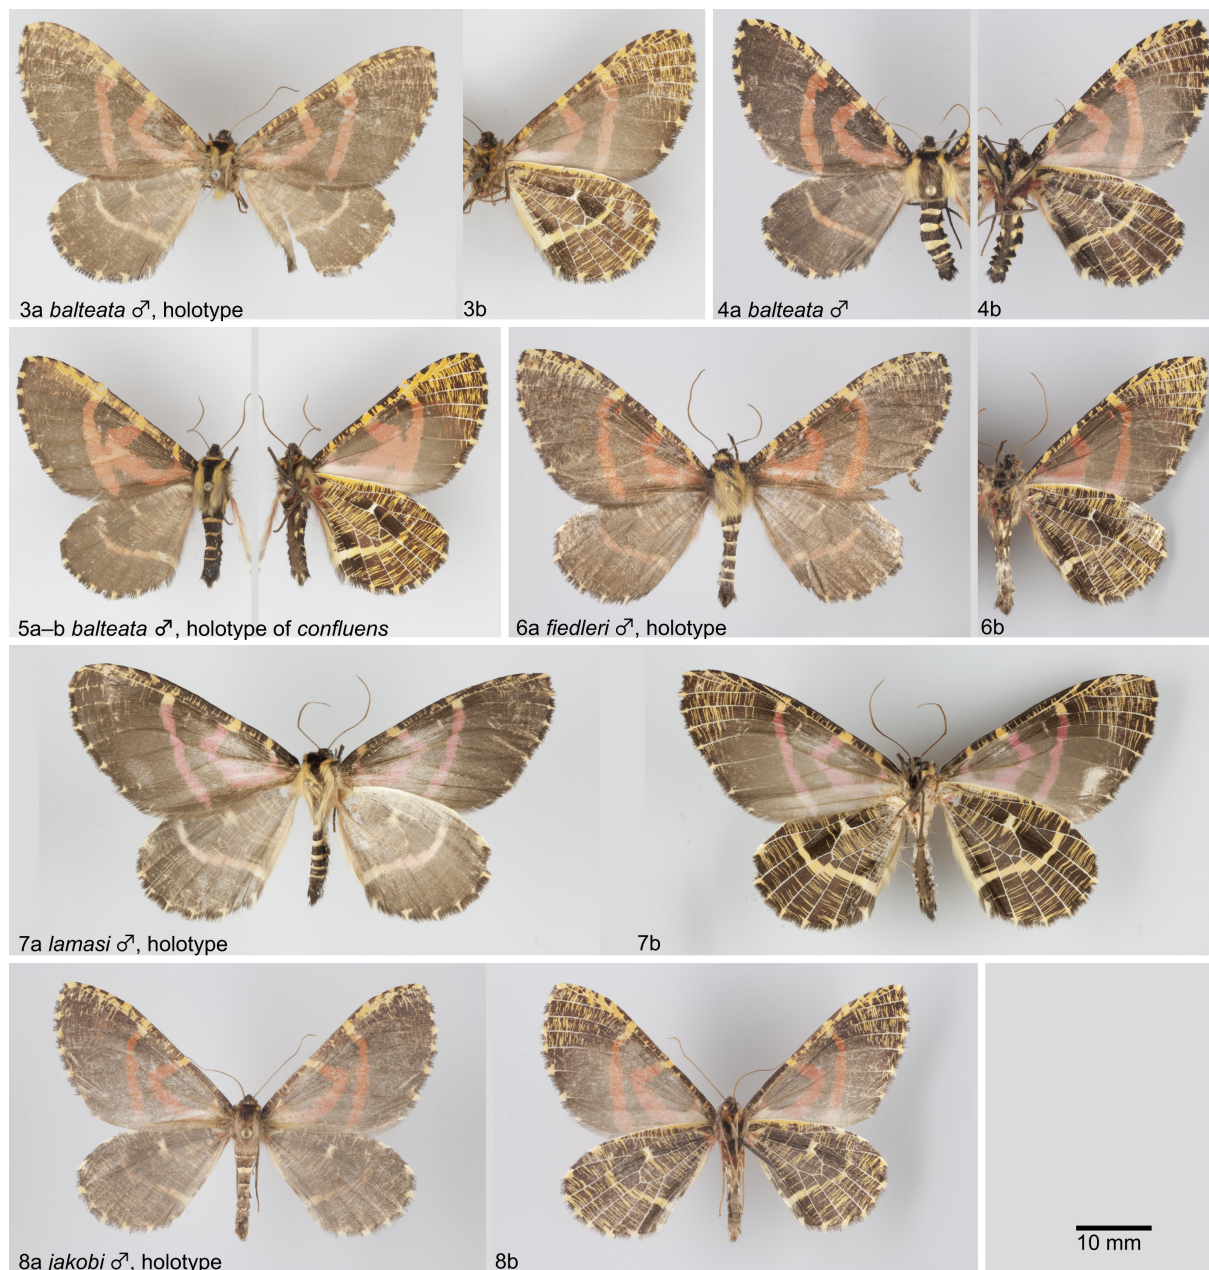 3a balteata ♂, holotype
3b
4a balteata ♂
4b
5a–b balteata ♂, holotype of confluens
6a fiedleri ♂, holotype
6b
7a lamasi ♂, holotype
7b
8a jakobi ♂, holotype
8b
10 mm